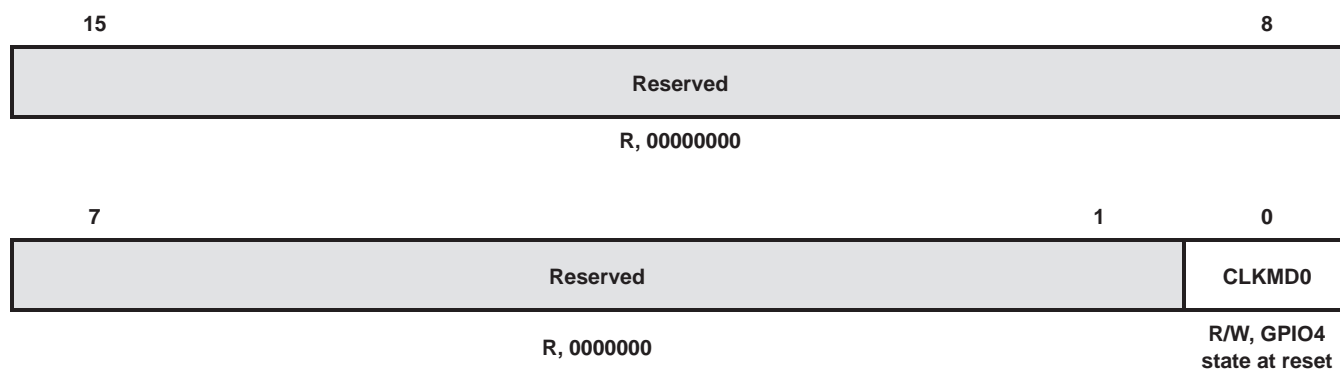 15 8
Reserved
R, 00000000
7 1 0
Reserved CLKMD0
R, 0000000 R/W, GPIO4
state at reset